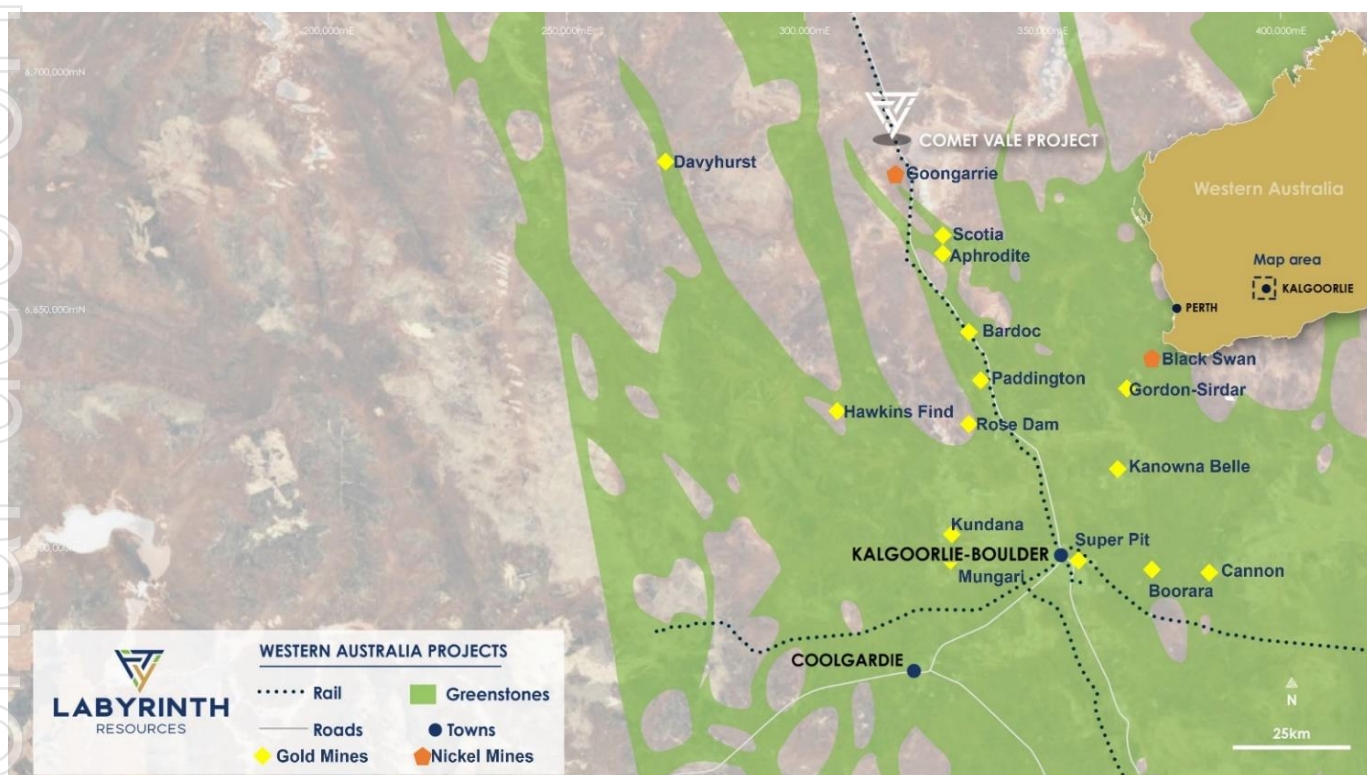 200,000mE
250,000mE
300,000mE
350,000mE
400,000mE
6,700,000mN
COMET VALE PROJECT
Davyhurst
Goongarrie
Western Australia
Scotia
Aphrodite
Map area
KALGOORLIE
PERTH
6,650,000mN
Bardoc
Black Swan
Paddington
Gordon-Sirdar
Hawkins Find
Rose Dam
Kanowna Belle
Kundana
Super Pit
KALGOORLIE-BOULDER
Mungari
Cannon
Boorara
COOLGARDIE
LABYRINTH
RESOURCES
WESTERN AUSTRALIA PROJECTS
Rail
Greenstones
Roads
Towns
Gold Mines
Nickel Mines
N
25km